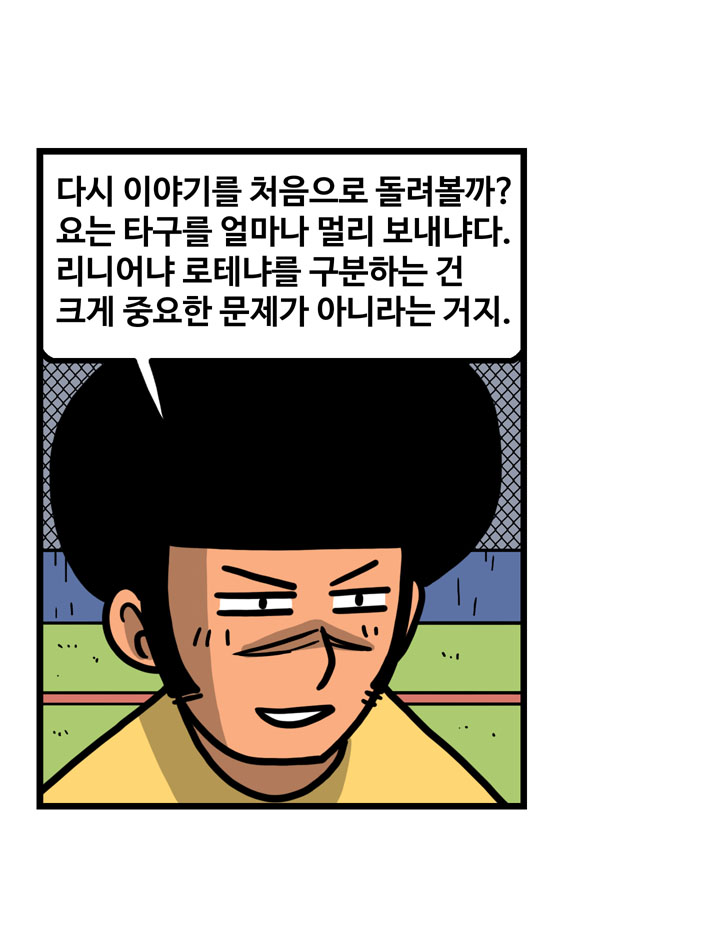 다시 이야기를 처음으로 돌려볼까?
요는 타구를 얼마나 멀리 보내냐다.
리니어냐 로테냐를 구분하는 건
크게 중요한 문제가 아니라는 거지.